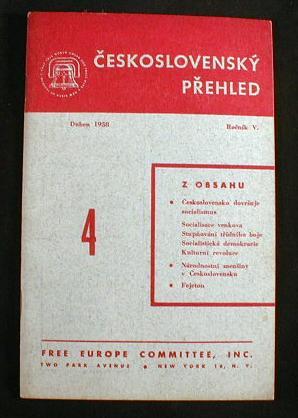 ČESKOSLOVENSKÝ
PŘEHLED
Duben 1958
Ročník V.
4
Z OBSAHU
Československo dovršuje
socialismus
Socialisace venkova
Stupňování třídního boje
Socialistická demokracie
Kulturní revoluce
Národnostní menšiny
v Československu
Fejeton
FREE EUROPE COMMITTEE, INC.
TWO PARK AVENUE ● NEW YORK 16, N. Y.